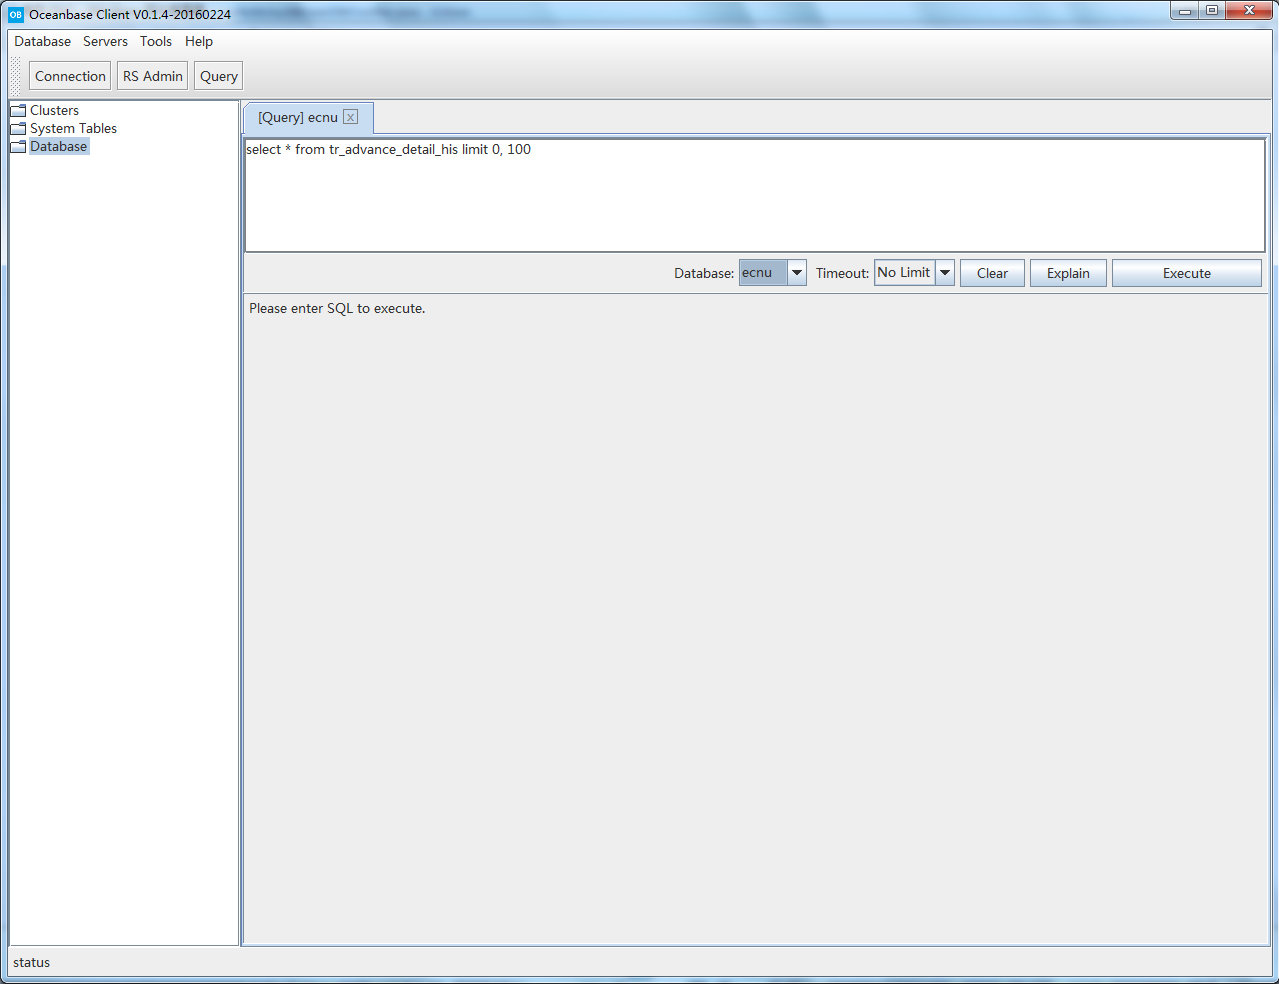 OB Oceanbase Client V0.1.4-20160224
Database Servers Tools Help
Connection RS Admin Query
Clusters
System Tables
Database
[Query] ecnu x
select * from tr_advance_detail_his limit 0, 100
Database: ecnu Timeout: No Limit Clear Explain Execute
Please enter SQL to execute.
status